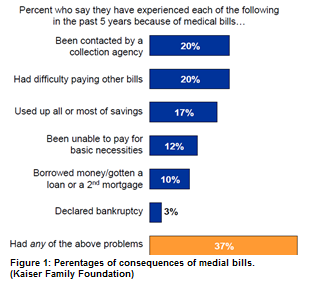 Percent who say they have experienced each of the following
in the past 5 years because of medical bills…
Been contacted by a
collection agency
20%
Had difficulty paying other bills
20%
Used up all or most of savings
17%
Been unable to pay for
basic necessities
12%
Borrowed money/gotten a
loan or a 2nd mortgage
10%
Declared bankruptcy
3%
Had any of the above problems
37%
Figure 1: Perentages of consequences of medial bills.
(Kaiser Family Foundation)